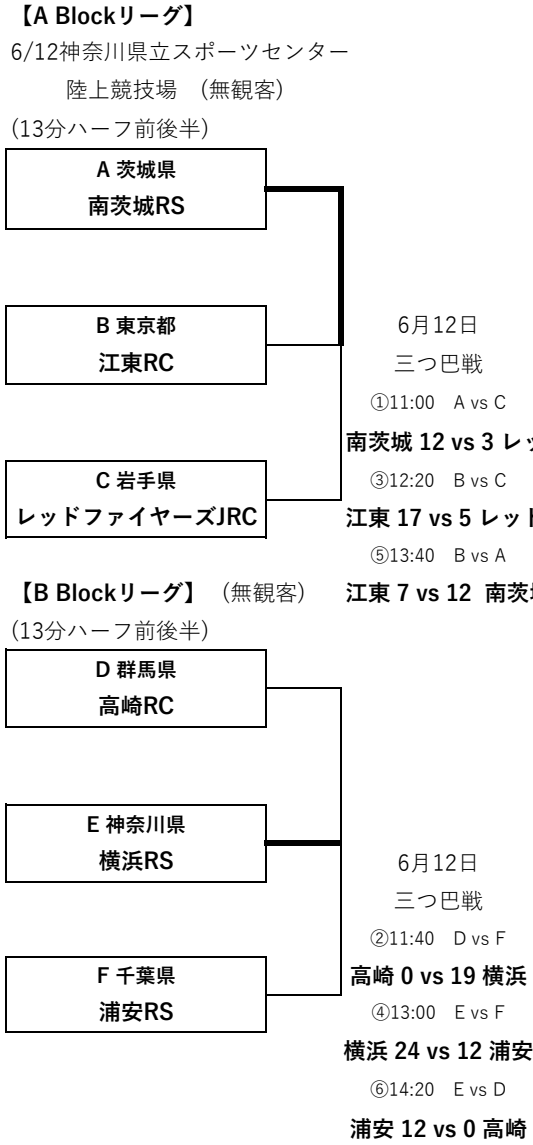 【A Blockリーグ】
6/12神奈川県立スポーツセンター
陸上競技場　(無観客)
(13分ハーフ前後半)
A 茨城県
南茨城RS
B 東京都
江東RC
6月12日
三つ巴戦
①11:00　A vs C
南茨城 12 vs 3 レッ
C 岩手県
レッドファイヤーズJRC
③12:20　B vs C
江東 17 vs 5 レッド
⑤13:40　B vs A
江東 7 vs 12 南茨城
【B Blockリーグ】　(無観客)
(13分ハーフ前後半)
D 群馬県
高崎RC
E 神奈川県
横浜RS
6月12日
三つ巴戦
②11:40　D vs F
高崎 0 vs 19 横浜
F 千葉県
浦安RS
④13:00　E vs F
横浜 24 vs 12 浦安
⑥14:20　E vs D
浦安 12 vs 0 高崎